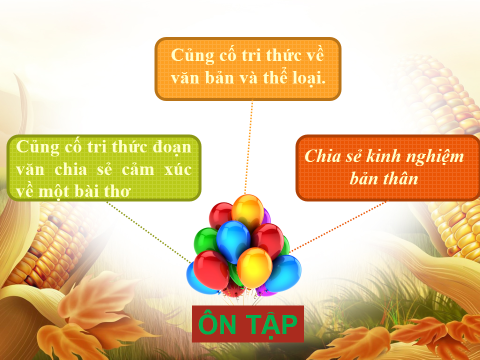 Củng cố tri thức về
văn bản và thể loại.
Củng cố tri thức đoạn
văn chia sẻ cảm xúc
về một bài thơ
Chia sẻ kinh nghiệm
bản thân
ÔN TẬP